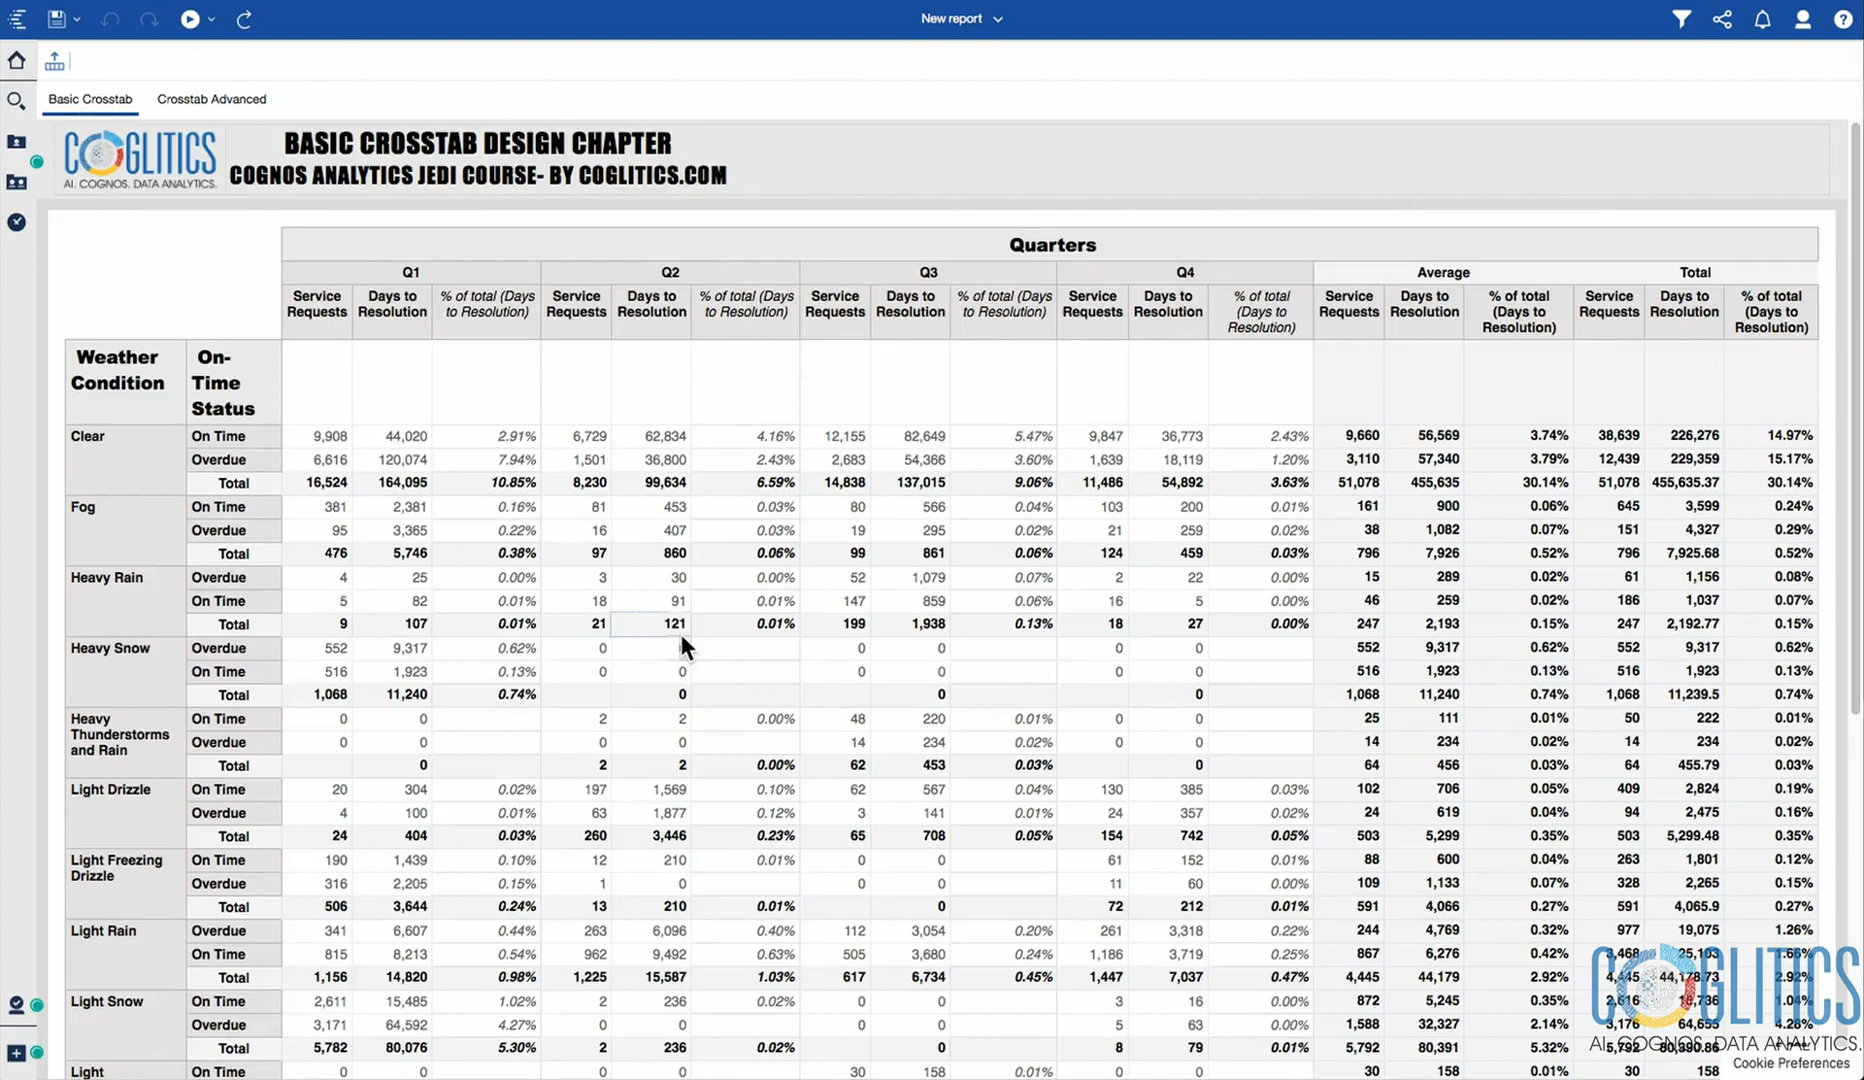 New report
Basic Crosstab Crosstab Advanced
COGLITICS
AI. COGNOS. DATA ANALYTICS.
BASIC CROSSTAB DESIGN CHAPTER
COGNOS ANALYTICS JEDI COURSE- BY COGLITICS.COM
Quarters
Q1 Q2 Q3 Q4 Average Total
Service Requests Days to Resolution % of total (Days to Resolution) Service Requests Days to Resolution % of total (Days to Resolution) Service Requests Days to Resolution % of total (Days to Resolution) Service Requests Days to Resolution % of total (Days to Resolution) Service Requests Days to Resolution % of total (Days to Resolution) Service Requests Days to Resolution % of total (Days to Resolution)
Weather Condition On-Time Status
Clear On Time 9,908 44,020 2.91% 6,729 62,834 4.16% 12,155 82,649 5.47% 9,847 36,773 2.43% 9,660 56,569 3.74% 38,639 226,276 14.97%
Overdue 6,616 120,074 7.94% 1,501 36,800 2.43% 2,683 54,366 3.60% 1,639 18,119 1.20% 3,110 57,340 3.79% 12,439 229,359 15.17%
Total 16,524 164,095 10.85% 8,230 99,634 6.59% 14,838 137,015 9.06% 11,486 54,892 3.63% 51,078 455,635 30.14% 51,078 455,635.37 30.14%
Fog On Time 381 2,381 0.16% 81 453 0.03% 80 566 0.04% 103 200 0.01% 161 900 0.06% 645 3,599 0.24%
Overdue 95 3,365 0.22% 16 407 0.03% 19 295 0.02% 21 259 0.02% 38 1,082 0.07% 151 4,327 0.29%
Total 476 5,746 0.38% 97 860 0.06% 99 861 0.06% 124 459 0.03% 796 7,926 0.52% 796 7,925.68 0.52%
Heavy Rain Overdue 4 25 0.00% 3 30 0.00% 52 1,079 0.07% 2 22 0.00% 15 289 0.02% 61 1,156 0.08%
On Time 5 82 0.01% 18 91 0.01% 147 859 0.06% 16 5 0.00% 46 259 0.02% 186 1,037 0.07%
Total 9 107 0.01% 21 121 0.01% 199 1,938 0.13% 18 27 0.00% 247 2,193 0.15% 247 2,192.77 0.15%
Heavy Snow Overdue 552 9,317 0.62% 0 0 0 0 0 0 552 9,317 0.62% 552 9,317 0.62%
On Time 516 1,923 0.13% 0 0 0 0 0 0 516 1,923 0.13% 516 1,923 0.13%
Total 1,068 11,240 0.74% 0 0 0 1,068 11,240 0.74% 1,068 11,239.5 0.74%
Heavy Thunderstorms and Rain On Time 0 0 2 2 0.00% 48 220 0.01% 0 0 25 111 0.01% 50 222 0.01%
Overdue 0 0 0 0 14 234 0.02% 0 0 14 234 0.02% 14 234 0.02%
Total 0 2 2 0.00% 62 453 0.03% 0 64 456 0.03% 64 455.79 0.03%
Light Drizzle On Time 20 304 0.02% 197 1,569 0.10% 62 567 0.04% 130 385 0.03% 102 706 0.05% 409 2,824 0.19%
Overdue 4 100 0.01% 63 1,877 0.12% 3 141 0.01% 24 357 0.02% 24 619 0.04% 94 2,475 0.16%
Total 24 404 0.03% 260 3,446 0.23% 65 708 0.05% 154 742 0.05% 503 5,299 0.35% 503 5,299.48 0.35%
Light Freezing Drizzle On Time 190 1,439 0.10% 12 210 0.01% 0 0 61 152 0.01% 88 600 0.04% 263 1,801 0.12%
Overdue 316 2,205 0.15% 1 0 0 0 11 60 0.00% 109 1,133 0.07% 328 2,265 0.15%
Total 506 3,644 0.24% 13 210 0.01% 0 72 212 0.01% 591 4,066 0.27% 591 4,065.9 0.27%
Light Rain Overdue 341 6,607 0.44% 263 6,096 0.40% 112 3,054 0.20% 261 3,318 0.22% 244 4,769 0.32% 977 19,075 1.26%
On Time 815 8,213 0.54% 962 9,492 0.63% 505 3,680 0.24% 1,186 3,719 0.25% 867 6,276 0.42% 3,468 1.66%
Total 1,156 14,820 0.98% 1,225 15,587 1.03% 617 6,734 0.45% 1,447 7,037 0.47% 4,445 44,179 2.92% 2.92%
Light Snow On Time 2,611 15,485 1.02% 2 236 0.02% 0 0 3 16 0.00% 872 5,245 0.35% 1.04%
Overdue 3,171 64,592 4.27% 0 0 0 0 5 63 0.00% 1,588 32,327 2.14% 3,176 64,655 4.28%
Total 5,782 80,076 5.30% 2 236 0.02% 0 8 79 0.01% 5,792 80,391 5.32% 5,792 80,390.86
Light On Time 0 0 0 0 30 158 0.01% 0 0 30 158 0.01% 30 158 0.01%
COGLITICS
AI. COGNOS. DATA ANALYTICS.
Cookie Preferences